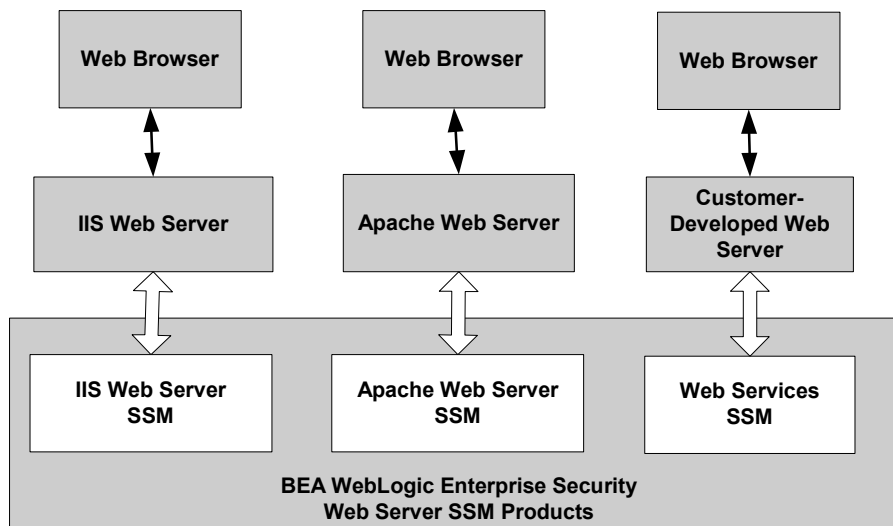 Web Browser
Web Browser
Web Browser
IIS Web Server
Apache Web Server
Customer-
Developed Web
Server
IIS Web Server
SSM
Apache Web Server
SSM
Web Services
SSM
BEA WebLogic Enterprise Security
Web Server SSM Products